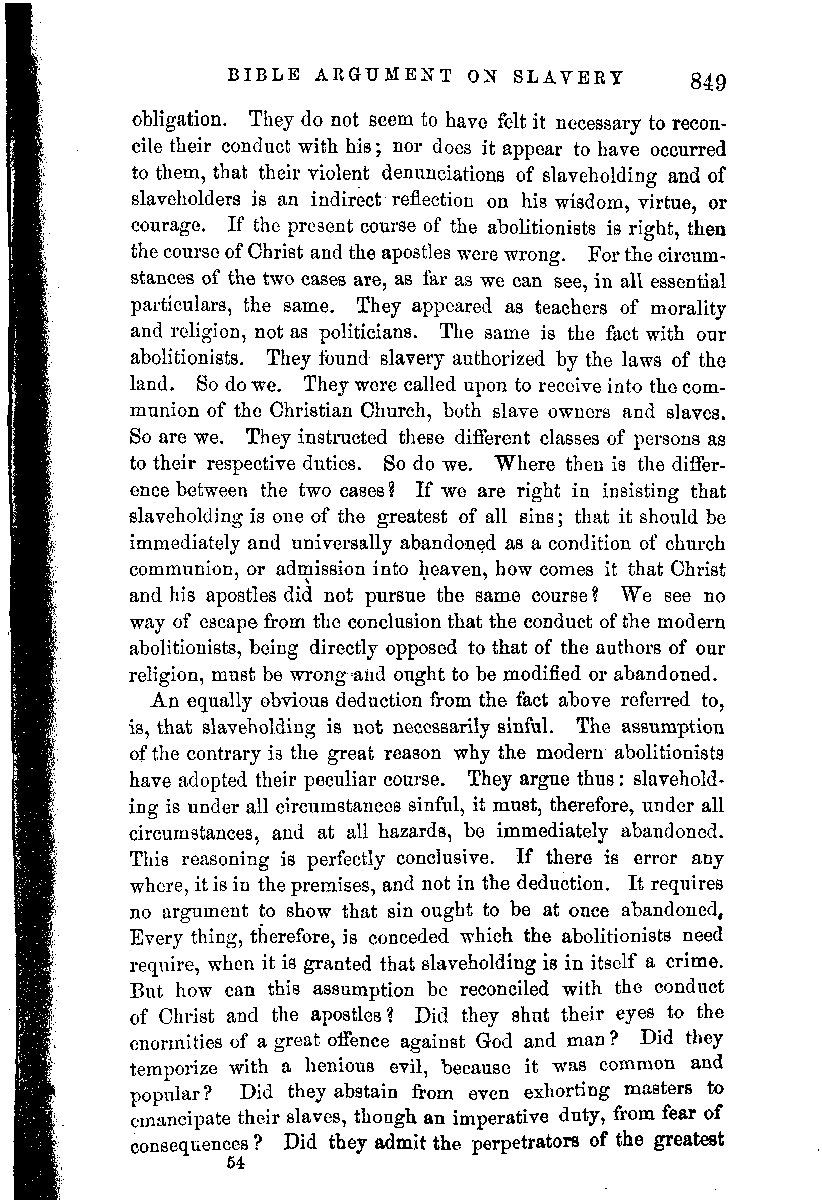 BIBLE ARGUMENT ON SLAVERY 849
obligation. They do not seem to have felt it necessary to recon-
cile their conduct with his; nor does it appear to have occurred
to them, that their violent denunciations of slaveholding and of
slaveholders is an indirect reflection on his wisdom, virtue, or
courage. If the present course of the abolitionists is right, then
the course of Christ and the apostles were wrong. For the circum-
stances of the two cases are, as far as we can see, in all essential
particulars, the same. They appeared as teachers of morality
and religion, not as politicians. The same is the fact with our
abolitionists. They found slavery authorized by the laws of the
land. So do we. They were called upon to receive into the com-
munion of the Christian Church, both slave owners and slaves.
So are we. They instructed these different classes of persons as
to their respective duties. So do we. Where then is the differ-
ence between the two cases? If we are right in insisting that
slaveholding is one of the greatest of all sins; that it should be
immediately and universally abandoned as a condition of church
communion, or admission into heaven, how comes it that Christ
and his apostles did not pursue the same course? We see no
way of escape from the conclusion that the conduct of the modern
abolitionists, being directly opposed to that of the authors of our
religion, must be wrong and ought to be modified or abandoned.
An equally obvious deduction from the fact above referred to,
is, that slaveholding is not necessarily sinful. The assumption
of the contrary is the great reason why the modern abolitionists
have adopted their peculiar course. They argue thus: slavehold-
ing is under all circumstances sinful, it must, therefore, under all
circumstances, and at all hazards, be immediately abandoned.
This reasoning is perfectly conclusive. If there is error any
where, it is in the premises, and not in the deduction. It requires
no argument to show that sin ought to be at once abandoned,
Every thing, therefore, is conceded which the abolitionists need
require, when it is granted that slaveholding is in itself a crime.
But how can this assumption be reconciled with the conduct
of Christ and the apostles? Did they shut their eyes to the
enormities of a great offence against God and man? Did they
temporize with a henious evil, because it was common and
popular? Did they abstain from even exhorting masters to
emancipate their slaves, though an imperative duty, from fear of
consequences? Did they admit the perpetrators of the greatest
54